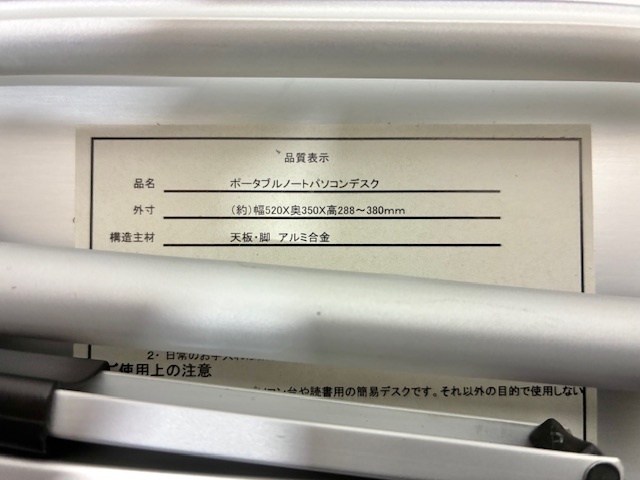 品質表示
品名 ポータブルノートパソコンデスク
外寸 (約)幅520X奥350X高288～380mm
構造主材 天板・脚 アルミ合金
2・日常のお手入れ
ご使用上の注意
ソコン台や読書用の簡易デスクです。それ以外の目的で使用しない